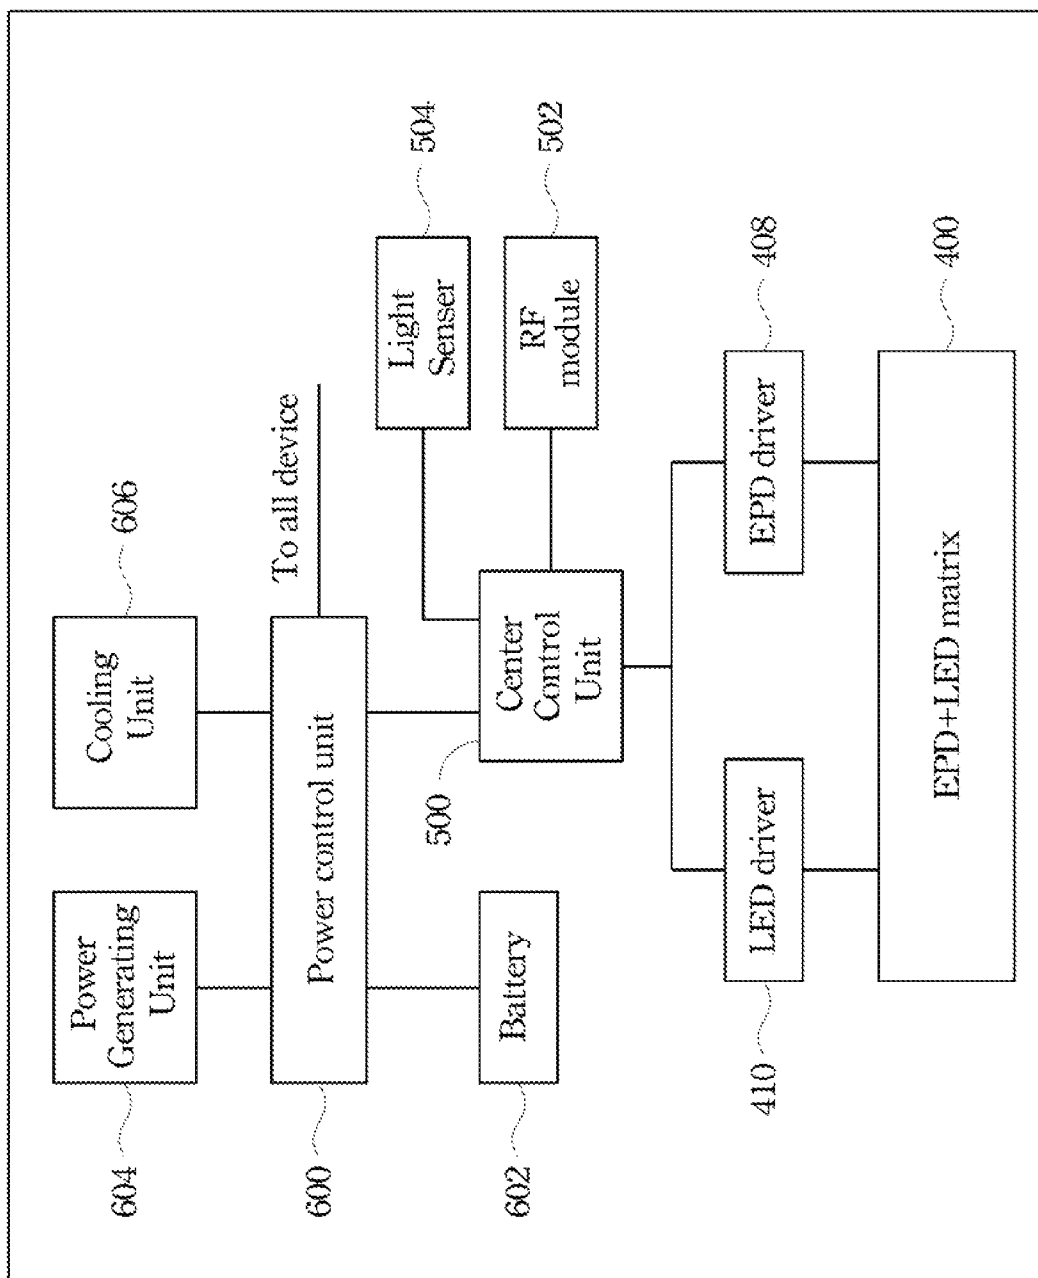 604
Power
Generating
Unit
Cooling
Unit
606
600
Power control unit
To all device
Light
Senser
504
602
Battery
500
Center
Control
Unit
RF
module
502
410
LED driver
EPD driver
408
EPD+LED matrix
400